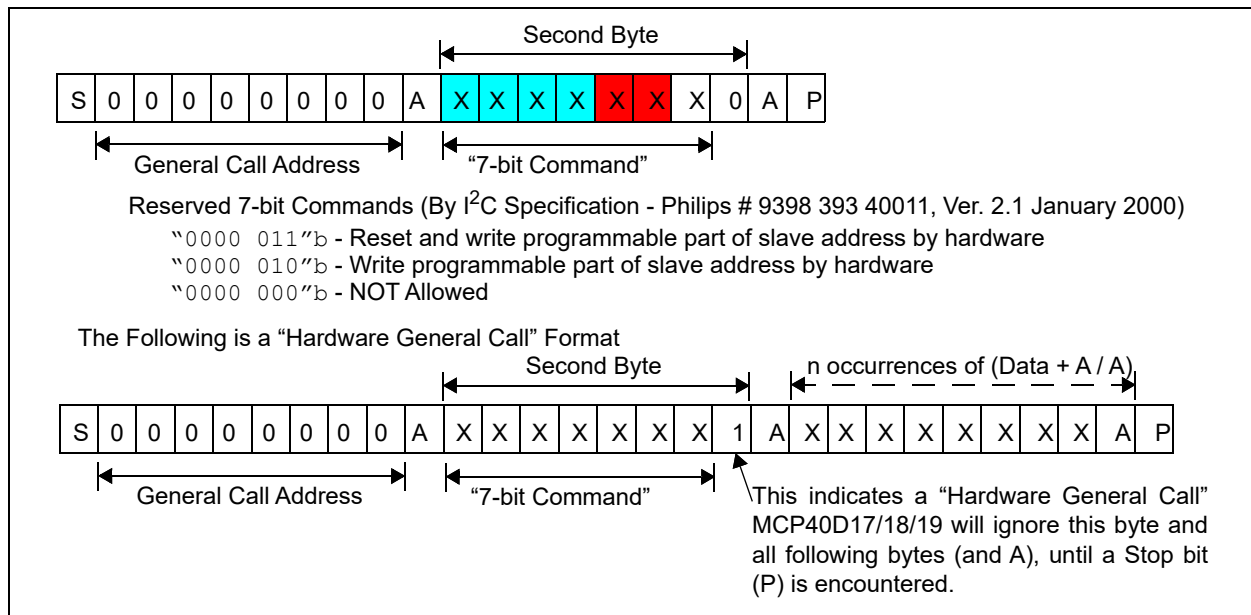 Second Byte
S 0 0 0 0 0 0 0 0 A X X X X X X X 0 A P
General Call Address "7-bit Command"
Reserved 7-bit Commands (By I²C Specification - Philips # 9398 393 40011, Ver. 2.1 January 2000)
"0000 011"b - Reset and write programmable part of slave address by hardware
"0000 010"b - Write programmable part of slave address by hardware
"0000 000"b - NOT Allowed
The Following is a "Hardware General Call" Format
Second Byte n occurrences of (Data + A / A)
S 0 0 0 0 0 0 0 0 A X X X X X X X 1 A X X X X X X X X A P
General Call Address "7-bit Command"
This indicates a "Hardware General Call"
MCP40D17/18/19 will ignore this byte and
all following bytes (and A), until a Stop bit
(P) is encountered.